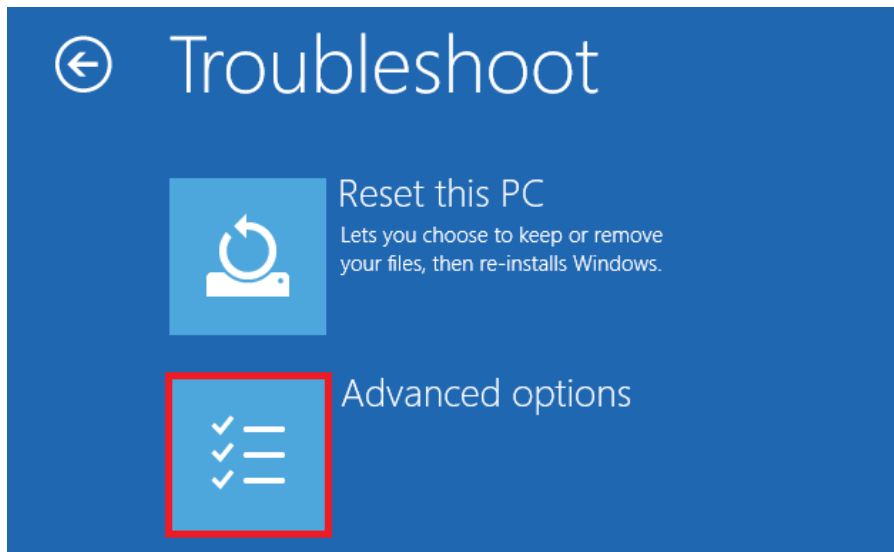 Troubleshoot
Reset this PC
Lets you choose to keep or remove
your files, then re-installs Windows.
Advanced options